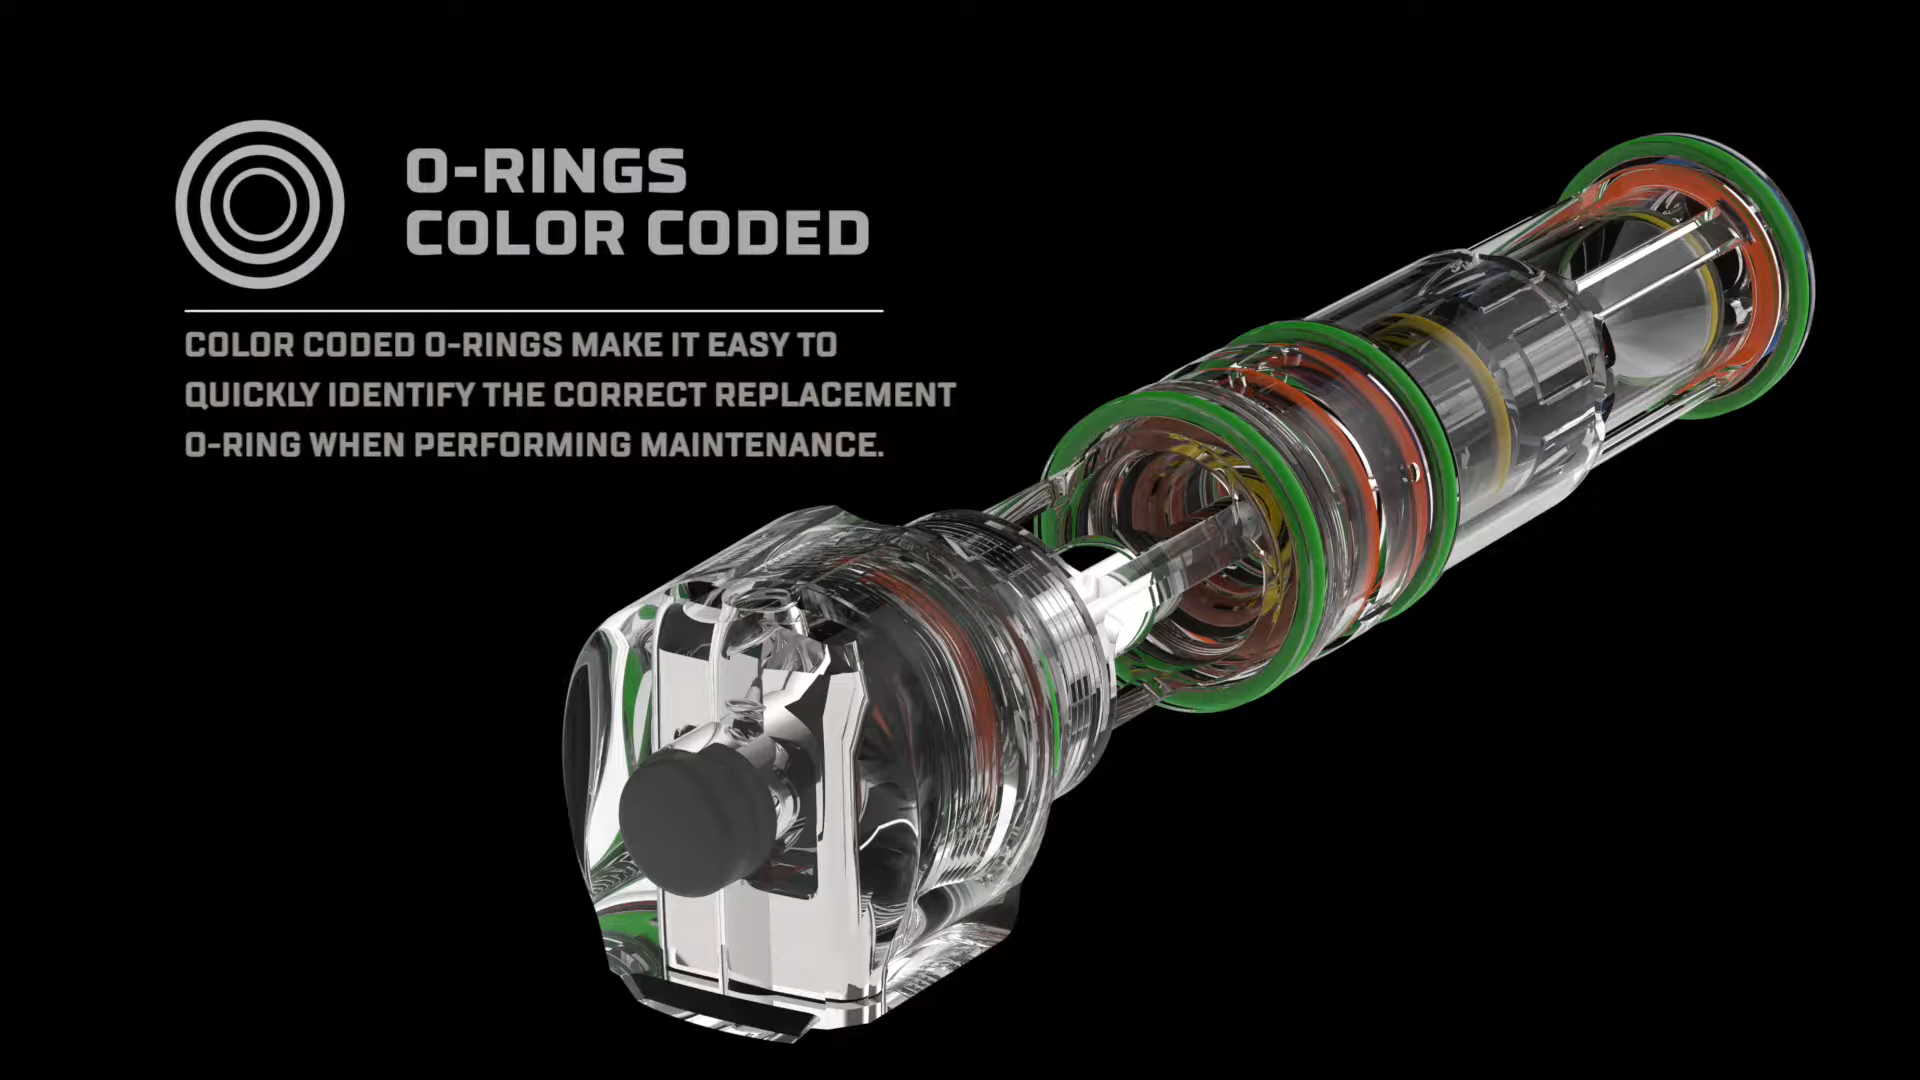 O-RINGS
COLOR CODED
COLOR CODED O-RINGS MAKE IT EASY TO
QUICKLY IDENTIFY THE CORRECT REPLACEMENT
O-RING WHEN PERFORMING MAINTENANCE.